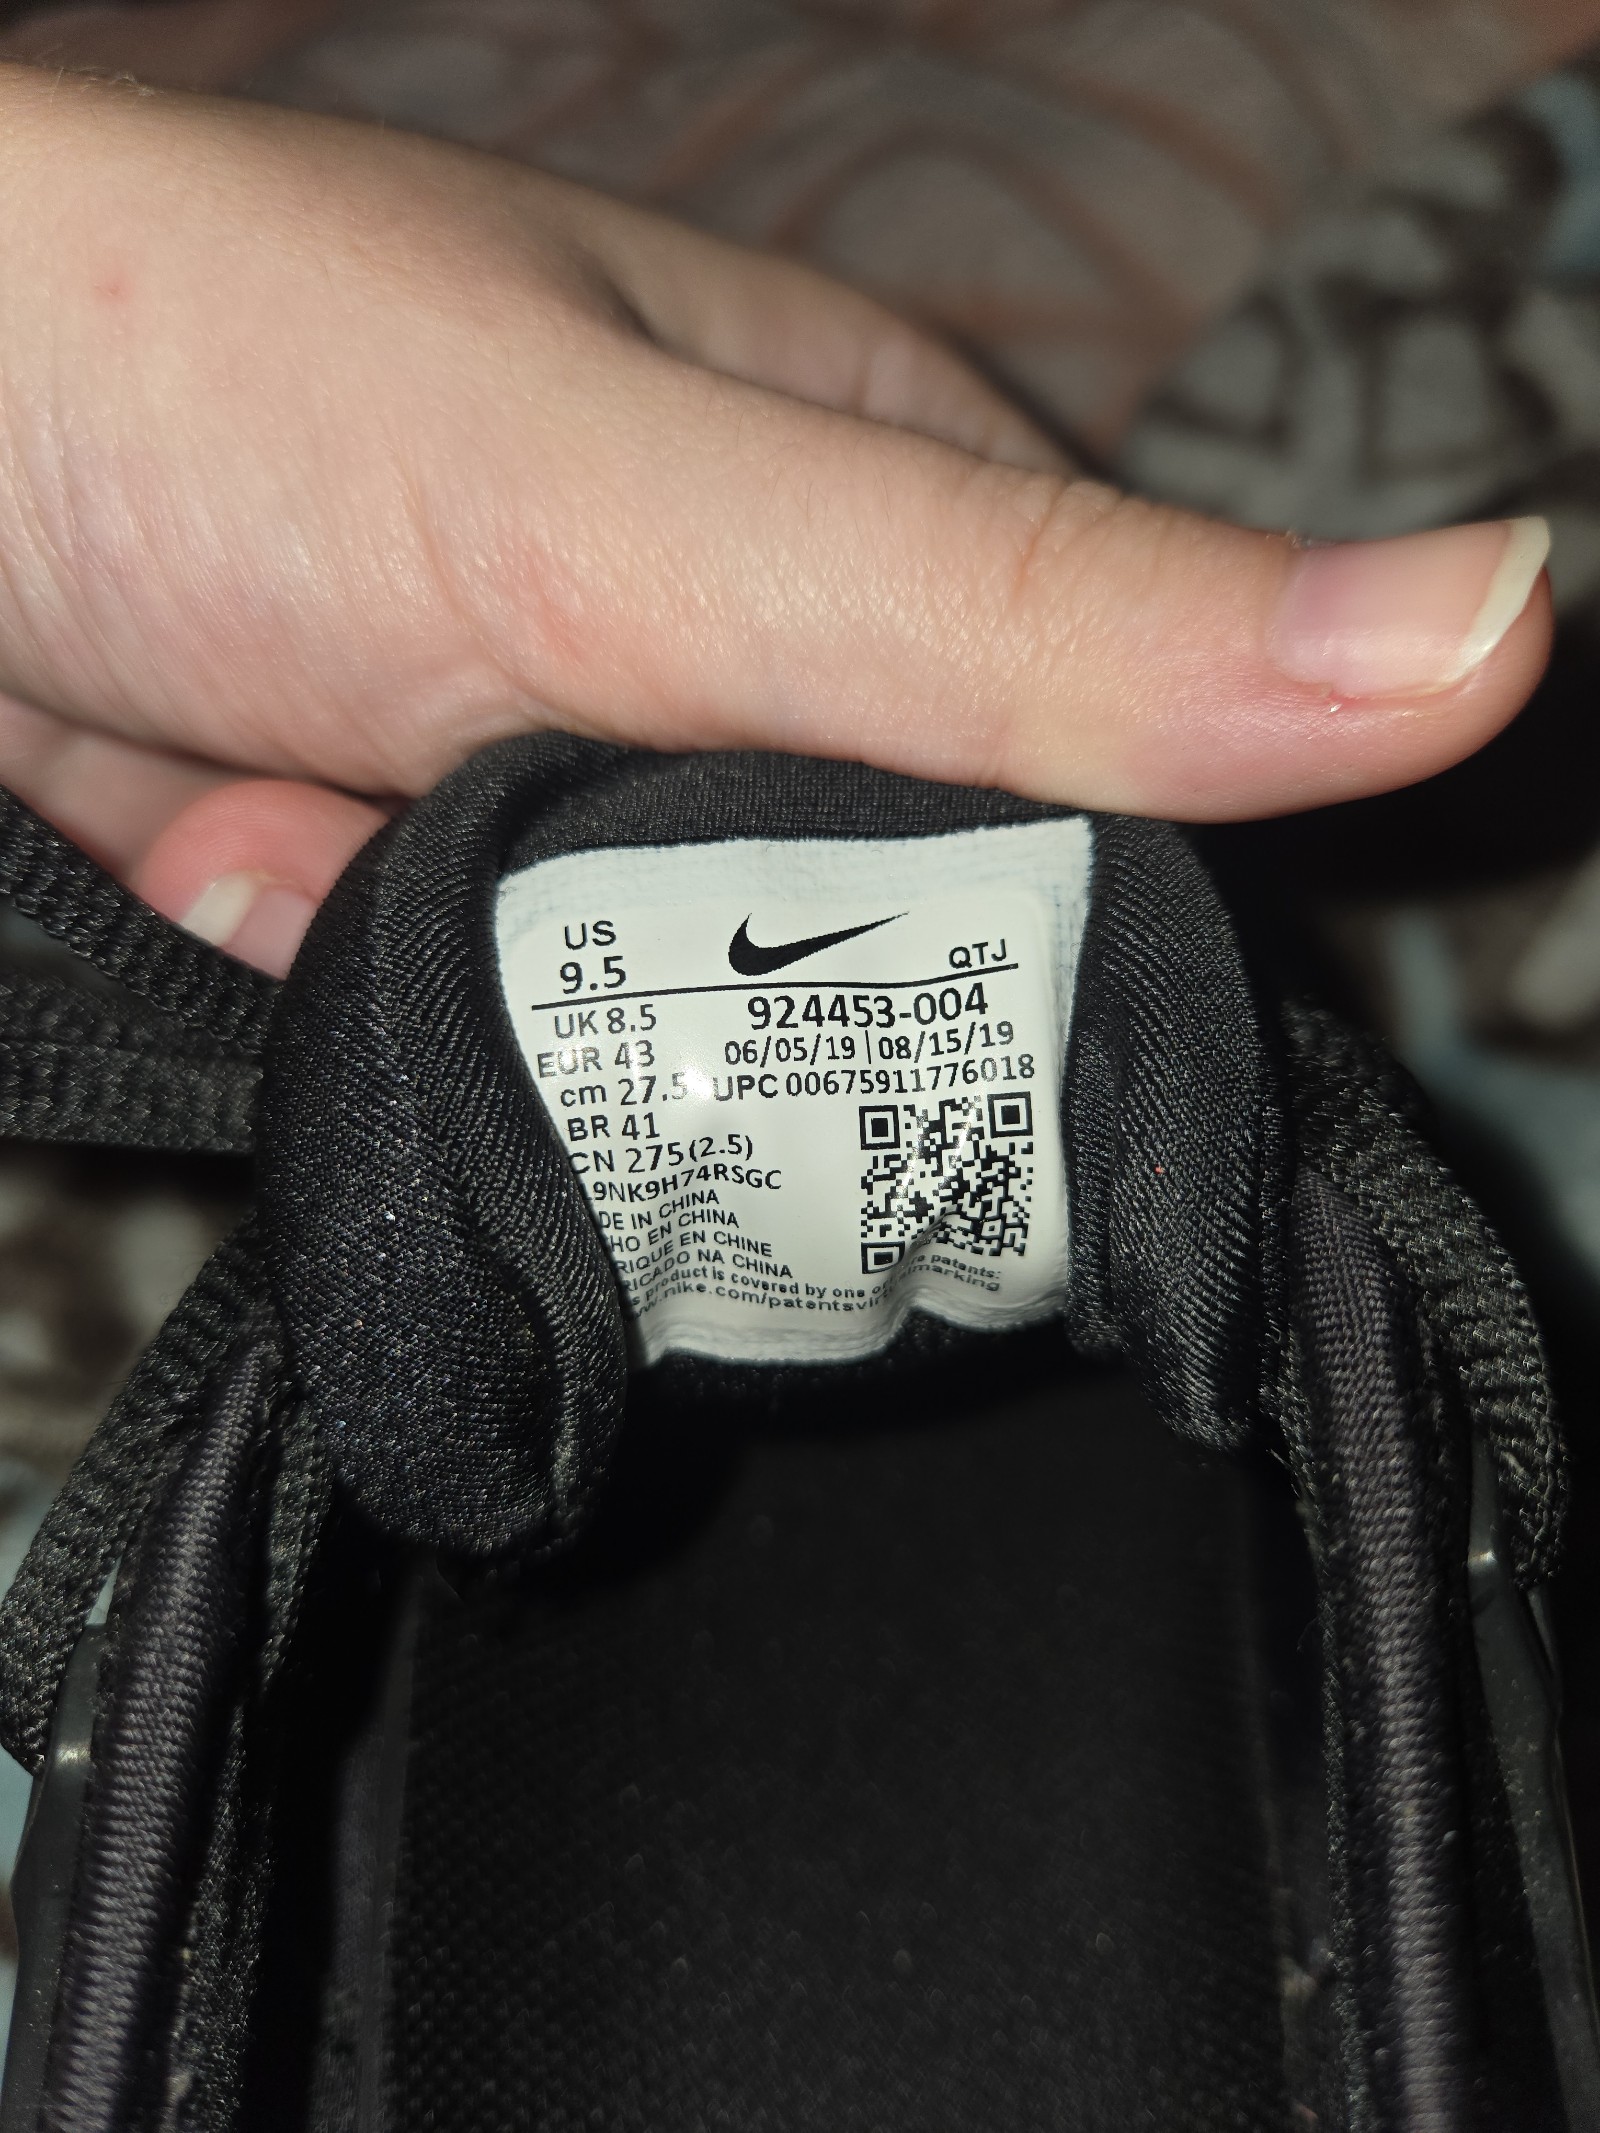 US
9.5 QTJ
UK 8.5 924453-004
EUR 43 06/05/19 | 08/15/19
cm 27.5 UPC 00675911776018
BR 41
CN 275(2.5)
9NK9H74RSGC
DE IN CHINA
HO EN CHINA
RIQUE EN CHINE
RICADO NA CHINA
product is covered by one patents:
nike.com/patents